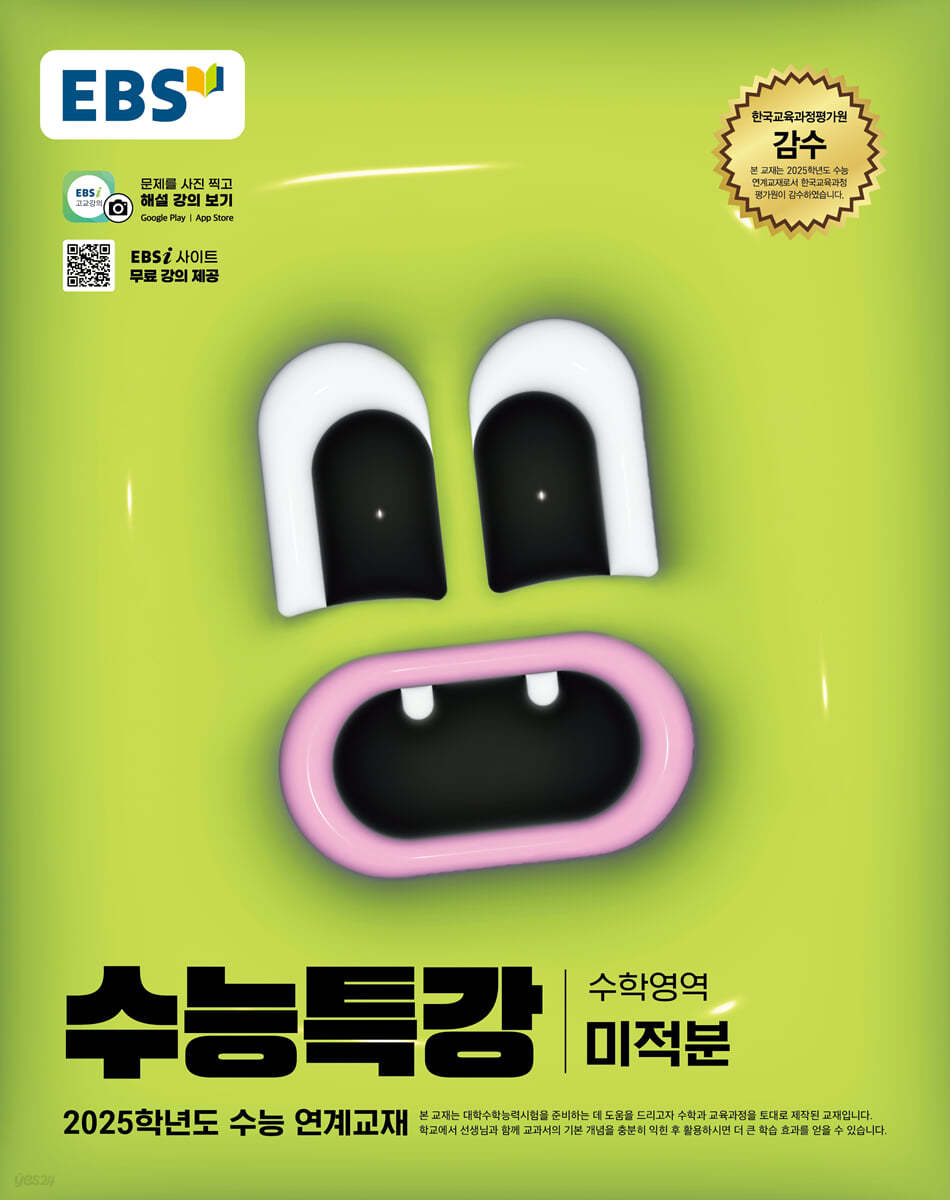 EBS
EBSi
고교강의
문제를 사진 찍고
해설 강의 보기
Google Play | App Store
EBSi 사이트
무료 강의 제공
한국교육과정평가원
감수
본 교재는 2025학년도 수능
연계교재로서 한국교육과정
평가원이 감수하였습니다.
수능특강
수학영역
미적분
2025학년도 수능 연계교재
본 교재는 대학수학능력시험을 준비하는 데 도움을 드리고자 수학과 교육과정을 토대로 제작된 교재입니다.
학교에서 선생님과 함께 교과서의 기본 개념을 충분히 익힌 후 활용하시면 더 큰 학습 효과를 얻을 수 있습니다.
yes24